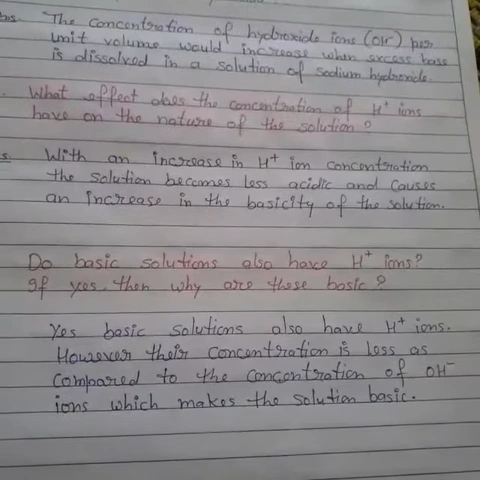 Ans. The concentration of hydroxide ions (OH⁻) per
unit volume would increase when excess base
is dissolved in a solution of sodium hydroxide.
What effect does the concentration of H⁺ ions
have on the nature of the solution?
s. With an increase in H⁺ ion concentration
the solution becomes less acidic and causes
an increase in the basicity of the solution.
Do basic solutions also have H⁺ ions?
If yes then why are these basic?
Yes basic solutions also have H⁺ ions.
However their concentration is less as
compared to the concentration of OH⁻
ions which makes the solution basic.